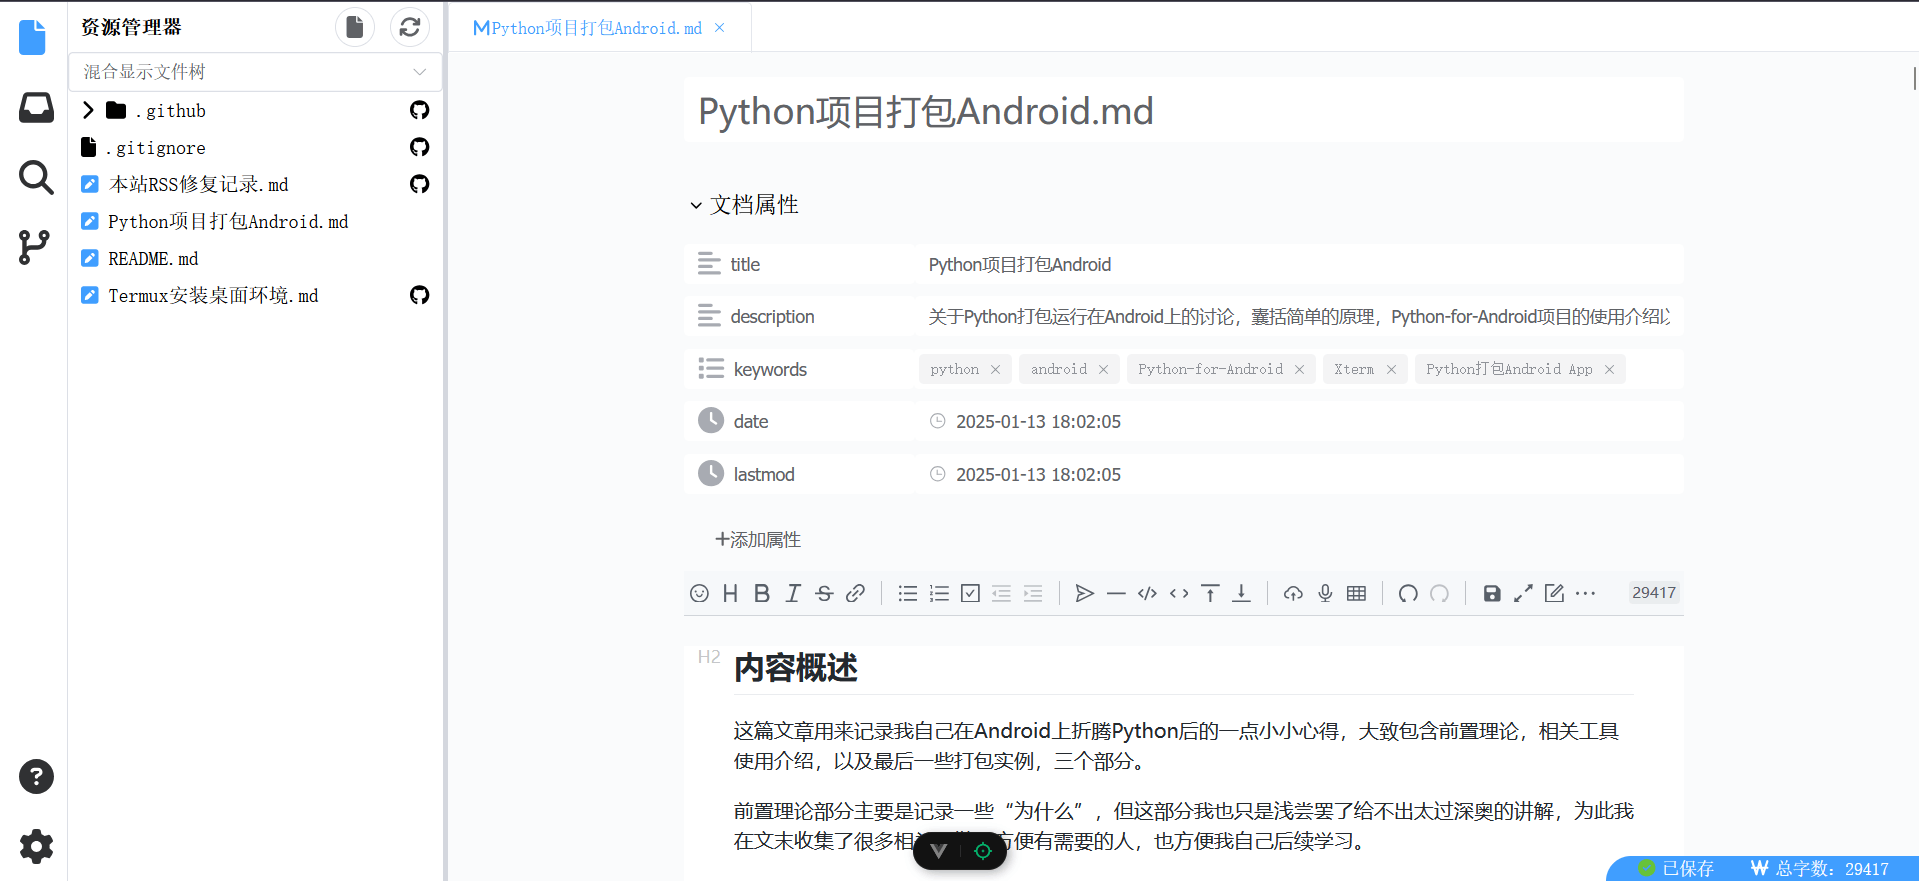 资源管理器
混合显示文件树
.github
.gitignore
本站RSS修复记录.md
Python项目打包Android.md
README.md
Termux安装桌面环境.md
Python项目打包Android.md
Python项目打包Android.md
文档属性
title Python项目打包Android
description 关于Python打包运行在Android上的讨论，囊括简单的原理，Python-for-Android项目的使用介绍
keywords python android Python-for-Android Xterm Python打包Android App
date 2025-01-13 18:02:05
lastmod 2025-01-13 18:02:05
+添加属性
29417
H2 内容概述
这篇文章用来记录我自己在Android上折腾Python后的一点小小心得，大致包含前置理论，相关工具
使用介绍，以及最后一些打包实例，三个部分。
前置理论部分主要是记录一些“为什么”，但这部分我也只是浅尝罢了给不出太过深奥的讲解，为此我
在文末收集了很多相 方便有需要的人，也方便我自己后续学习。
已保存 总字数：29417